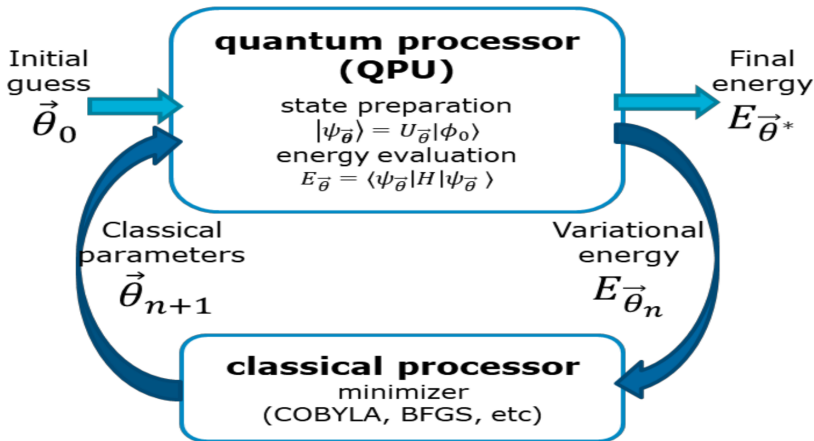 quantum processor
(QPU)
state preparation
|ψ_θ⃗⟩ = U_θ⃗|ϕ₀⟩
energy evaluation
E_θ⃗ = ⟨ψ_θ⃗|H|ψ_θ⃗ ⟩
Initial
guess
θ⃗₀
Final
energy
E_θ⃗*
Classical
parameters
θ⃗ₙ₊₁
Variational
energy
E_θ⃗ₙ
classical processor
minimizer
(COBYLA, BFGS, etc)